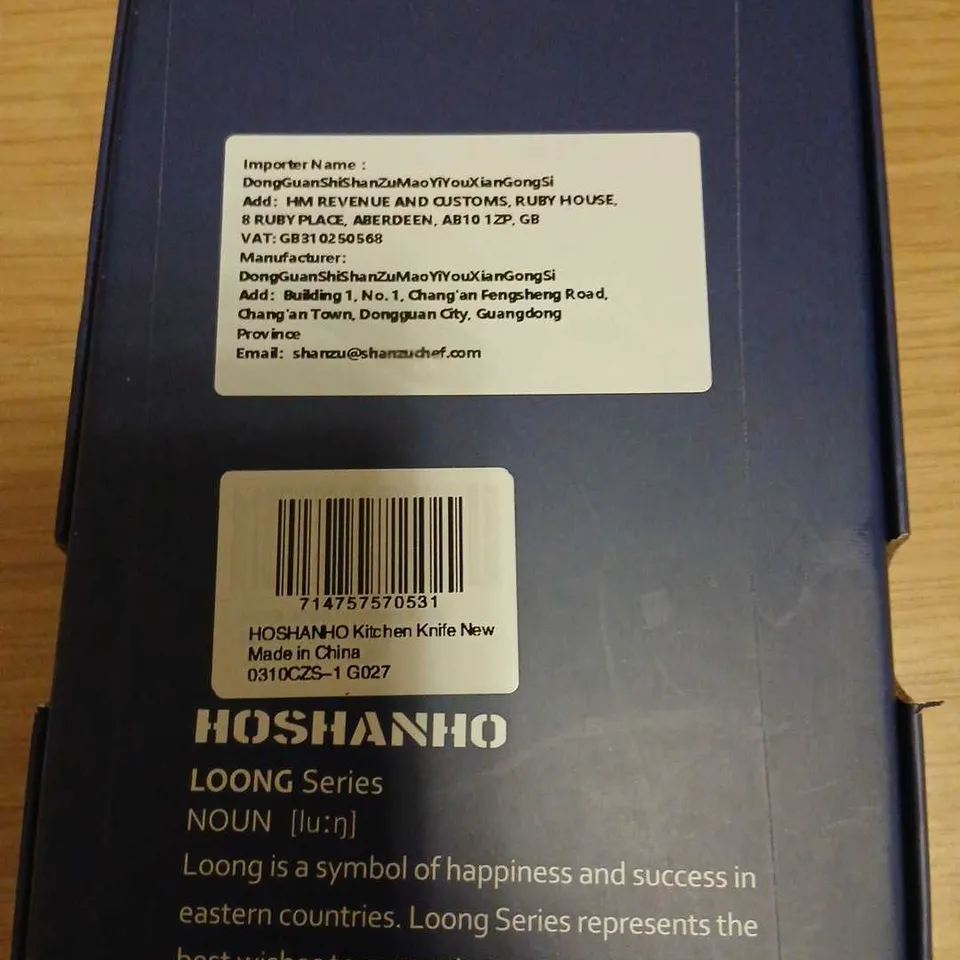 Importer Name :
DongGuanShiShanZuMaoYiYouXianGongSi
Add: HM REVENUE AND CUSTOMS, RUBY HOUSE,
8 RUBY PLACE, ABERDEEN, AB10 1ZP, GB
VAT: GB310250568
Manufacturer:
DongGuanShiShanZuMaoYiYouXianGongSi
Add: Building 1, No. 1, Chang'an Fengsheng Road,
Chang'an Town, Dongguan City, Guangdong
Province
Email: shanzu@shanzuchef.com
714757570531
HOSHANHO Kitchen Knife New
Made in China
0310CZS-1 G027
HOSHANHO
LOONG Series
NOUN [lu:ŋ]
Loong is a symbol of happiness and success in
eastern countries. Loong Series represents the
best wishes